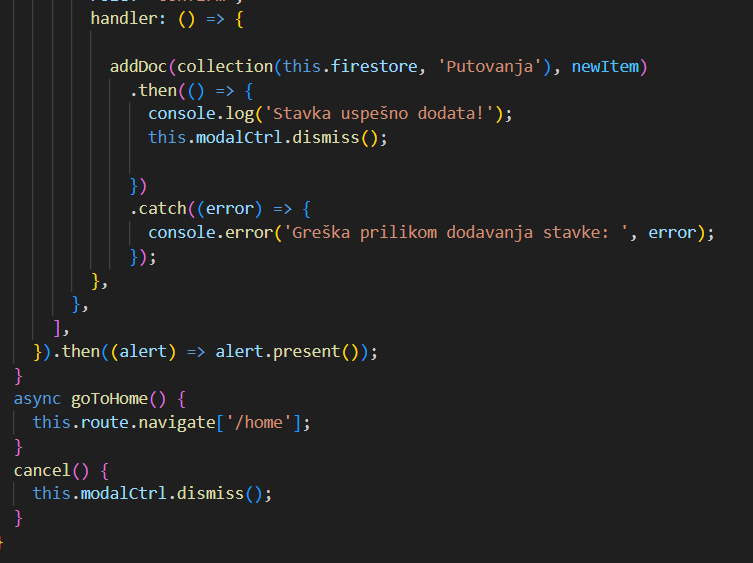 handler: () => {
addDoc(collection(this.firestore, 'Putovanja'), newItem)
.then(() => {
console.log('Stavka uspešno dodata!');
this.modalCtrl.dismiss();
})
.catch((error) => {
console.error('Greška prilikom dodavanja stavke: ', error);
});
},
},
],
}).then((alert) => alert.present());
}
async goToHome() {
this.route.navigate['/home'];
}
cancel() {
this.modalCtrl.dismiss();
}
}